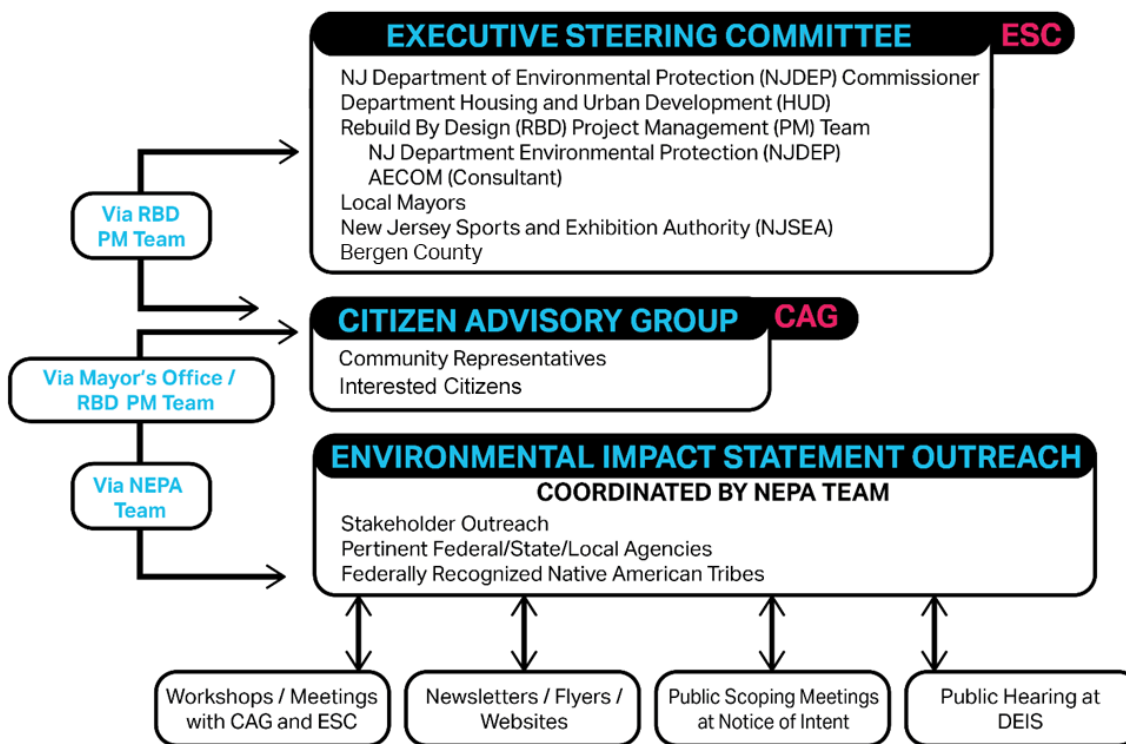 EXECUTIVE STEERING COMMITTEE ESC
NJ Department of Environmental Protection (NJDEP) Commissioner
Department Housing and Urban Development (HUD)
Rebuild By Design (RBD) Project Management (PM) Team
NJ Department Environmental Protection (NJDEP)
AECOM (Consultant)
Local Mayors
New Jersey Sports and Exhibition Authority (NJSEA)
Bergen County
Via RBD
PM Team
CITIZEN ADVISORY GROUP CAG
Community Representatives
Interested Citizens
Via Mayor's Office /
RBD PM Team
Via NEPA
Team
ENVIRONMENTAL IMPACT STATEMENT OUTREACH
COORDINATED BY NEPA TEAM
Stakeholder Outreach
Pertinent Federal/State/Local Agencies
Federally Recognized Native American Tribes
Workshops / Meetings
with CAG and ESC
Newsletters / Flyers /
Websites
Public Scoping Meetings
at Notice of Intent
Public Hearing at
DEIS